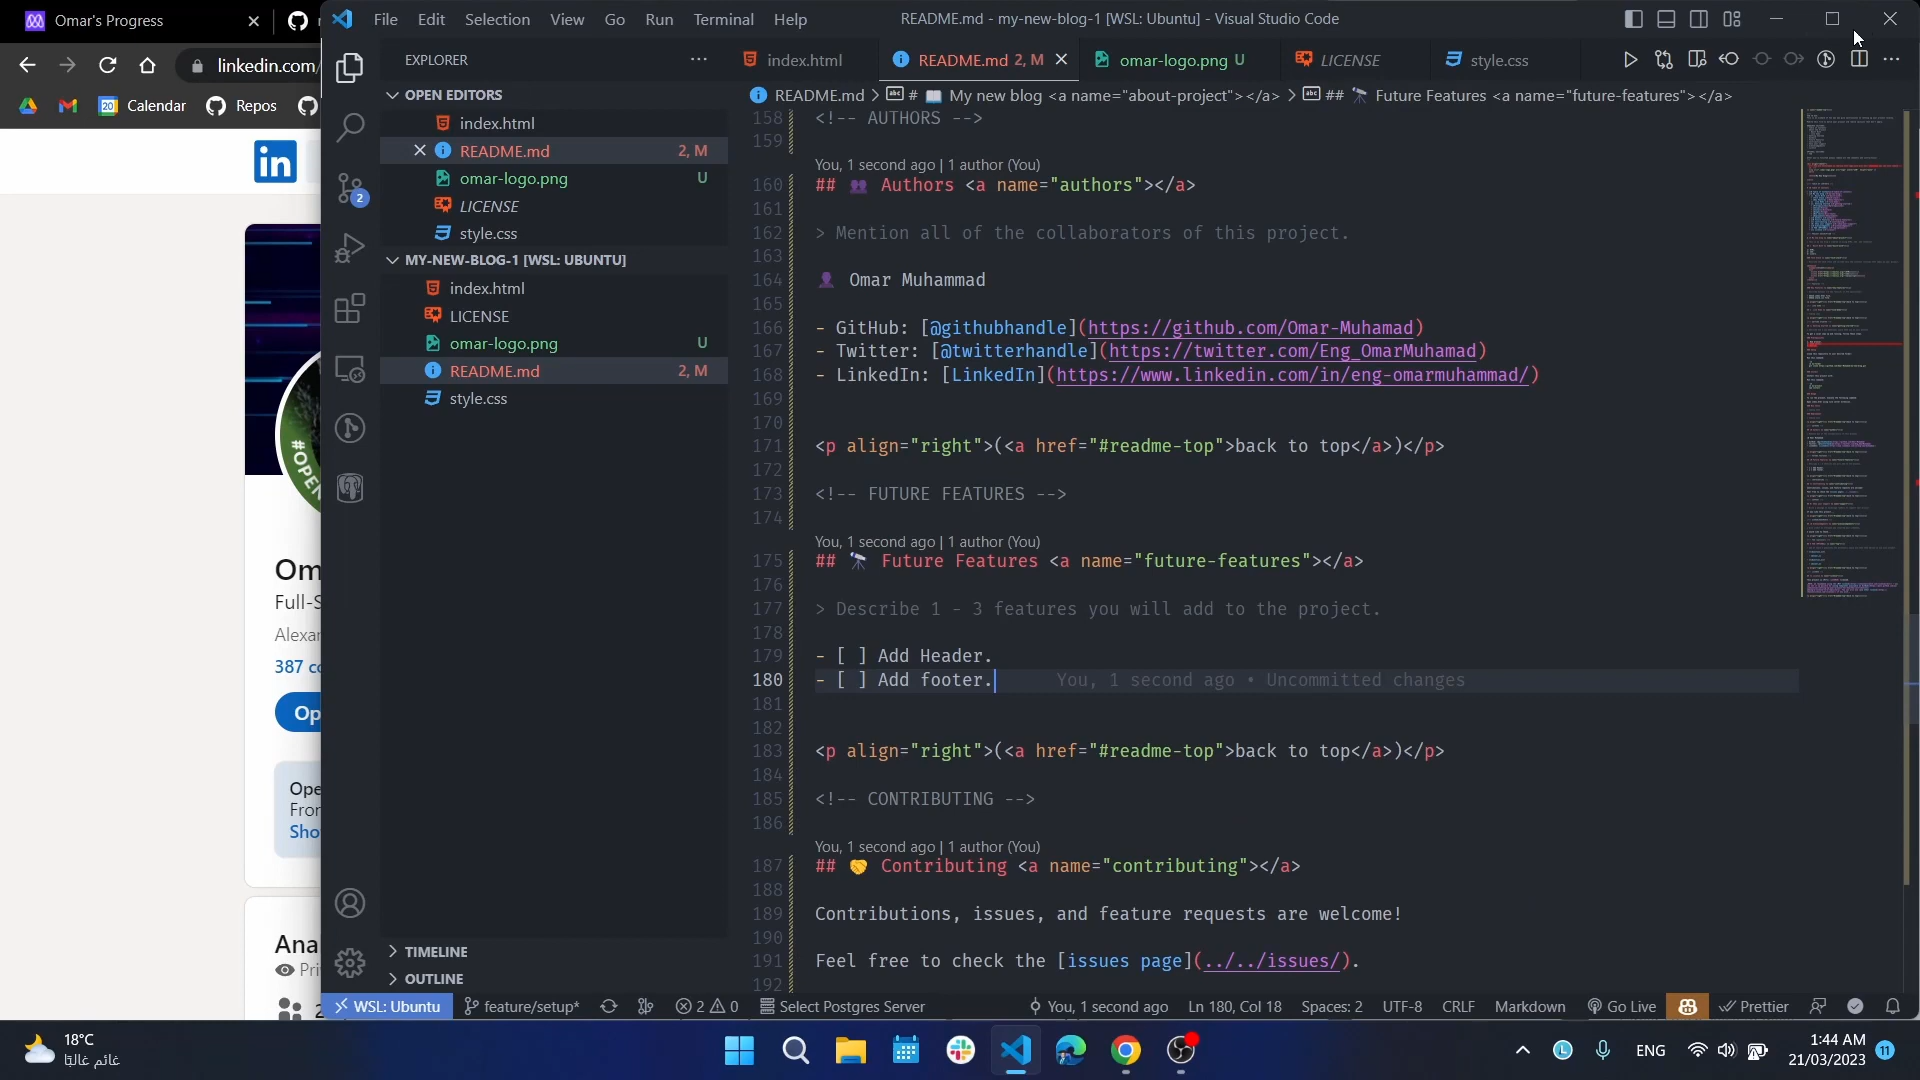 Omar's Progress
File Edit Selection View Go Run Terminal Help
README.md - my-new-blog-1 [WSL: Ubuntu] - Visual Studio Code
linkedin.com/
Calendar
Repos
in
#OPEN
Om
Full-S
Alexan
387 co
Op
Ope
Fron
Sho
Ana
Pri
2
EXPLORER
OPEN EDITORS
index.html
README.md 2, M
omar-logo.png U
LICENSE
style.css
MY-NEW-BLOG-1 [WSL: UBUNTU]
index.html
LICENSE
omar-logo.png U
README.md 2, M
style.css
TIMELINE
OUTLINE
2
index.html README.md 2, M omar-logo.png U LICENSE style.css
README.md > # 📖 My new blog <a name="about-project"></a> > ## 🔭 Future Features <a name="future-features"></a>
158 <!-- AUTHORS -->
159
You, 1 second ago | 1 author (You)
160 ## 👥 Authors <a name="authors"></a>
161
162 > Mention all of the collaborators of this project.
163
164 👤 Omar Muhammad
165
166 - GitHub: [@githubhandle](https://github.com/Omar-Muhamad)
167 - Twitter: [@twitterhandle](https://twitter.com/Eng_OmarMuhamad)
168 - LinkedIn: [LinkedIn](https://www.linkedin.com/in/eng-omarmuhammad/)
169
170
171 <p align="right">(<a href="#readme-top">back to top</a>)</p>
172
173 <!-- FUTURE FEATURES -->
174
You, 1 second ago | 1 author (You)
175 ## 🔭 Future Features <a name="future-features"></a>
176
177 > Describe 1 - 3 features you will add to the project.
178
179 - [ ] Add Header.
180 - [ ] Add footer. You, 1 second ago • Uncommitted changes
181
182
183 <p align="right">(<a href="#readme-top">back to top</a>)</p>
184
185 <!-- CONTRIBUTING -->
186
You, 1 second ago | 1 author (You)
187 ## 🤝 Contributing <a name="contributing"></a>
188
189 Contributions, issues, and feature requests are welcome!
190
191 Feel free to check the [issues page](../../issues/).
192
WSL: Ubuntu feature/setup* 2 0 Select Postgres Server You, 1 second ago Ln 180, Col 18 Spaces: 2 UTF-8 CRLF Markdown Go Live Prettier
18°C
غائم غالبًا
ENG
1:44 AM
21/03/2023
11